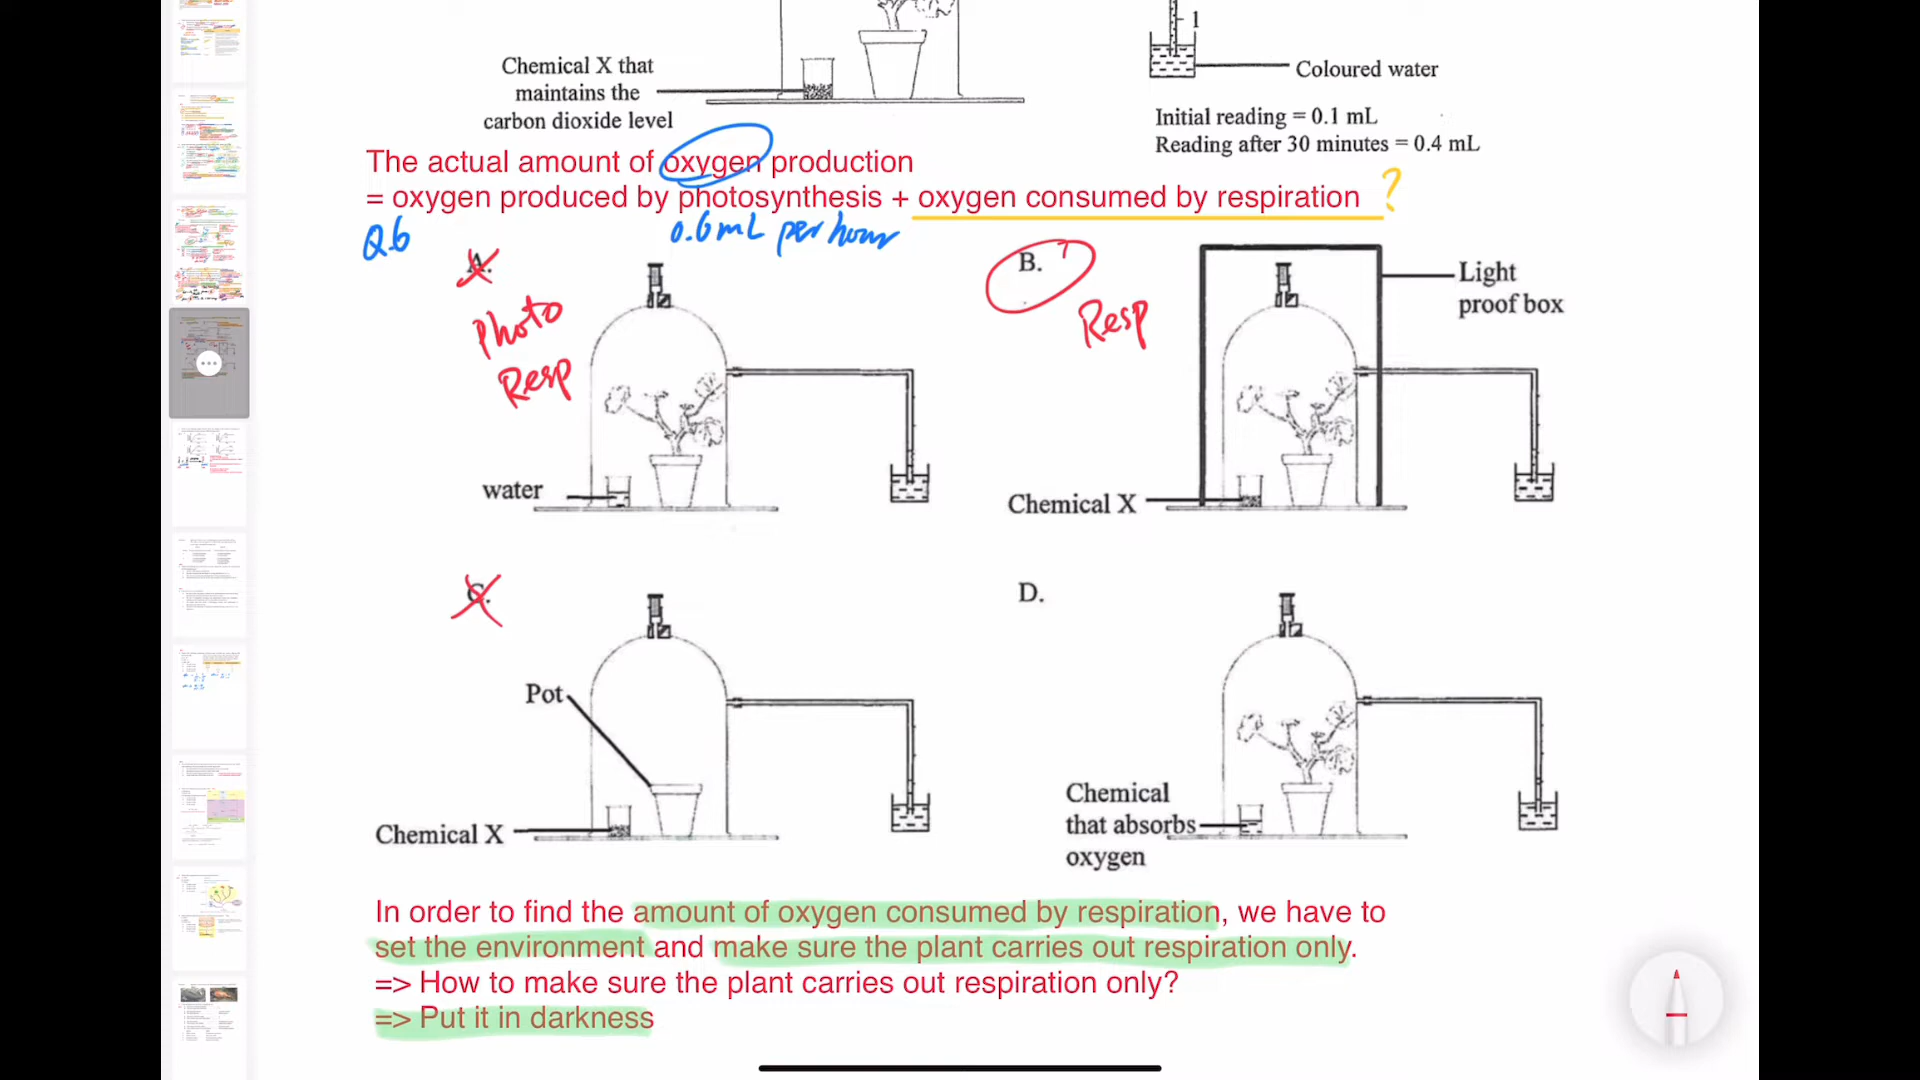 1
Chemical X that
maintains the
carbon dioxide level
Coloured water
Initial reading = 0.1 mL
Reading after 30 minutes = 0.4 mL
The actual amount of oxygen production
= oxygen produced by photosynthesis + oxygen consumed by respiration ?
Q6
0.6mL per hour
A.
Photo
Resp
water
B.
Resp
Light
proof box
Chemical X
C.
Pot
Chemical X
D.
Chemical
that absorbs
oxygen
In order to find the amount of oxygen consumed by respiration, we have to
set the environment and make sure the plant carries out respiration only.
=> How to make sure the plant carries out respiration only?
=> Put it in darkness